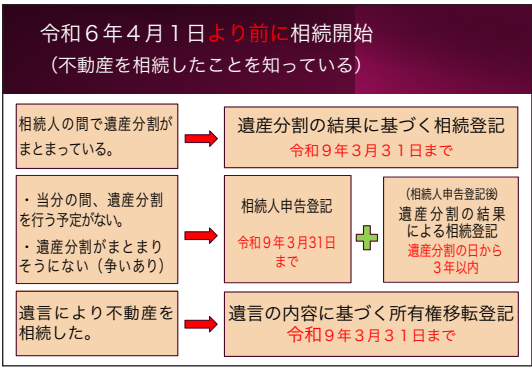 令和６年４月１日より前に相続開始
（不動産を相続したことを知っている）
相続人の間で遺産分割が
まとまっている。
遺産分割の結果に基づく相続登記
令和９年３月３１日まで
・当分の間、遺産分割
を行う予定がない。
・遺産分割がまとまり
そうにない（争いあり）
相続人申告登記
令和９年３月31日
まで
（相続人申告登記後）
遺産分割の結果
による相続登記
遺産分割の日から
３年以内
遺言により不動産を
相続した。
遺言の内容に基づく所有権移転登記
令和９年３月３１日まで